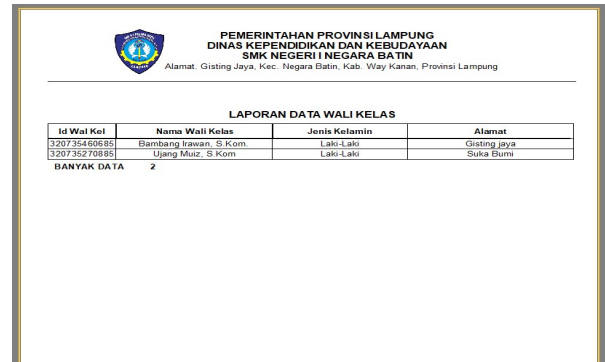 PEMERINTAHAN PROVINSI LAMPUNG
DINAS KEPENDIDIKAN DAN KEBUDAYAAN
SMK NEGERI I NEGARA BATIN
Alamat. Gisting Jaya, Kec. Negara Batin, Kab. Way Kanan, Provinsi Lampung
LAPORAN DATA WALI KELAS
Id Wal Kel Nama Wali Kelas Jenis Kelamin Alamat
320735460685 Bambang Irawan, S.Kom. Laki-Laki Gisting jaya
320735270885 Ujang Muiz, S.Kom Laki-Laki Suka Bumi
BANYAK DATA 2